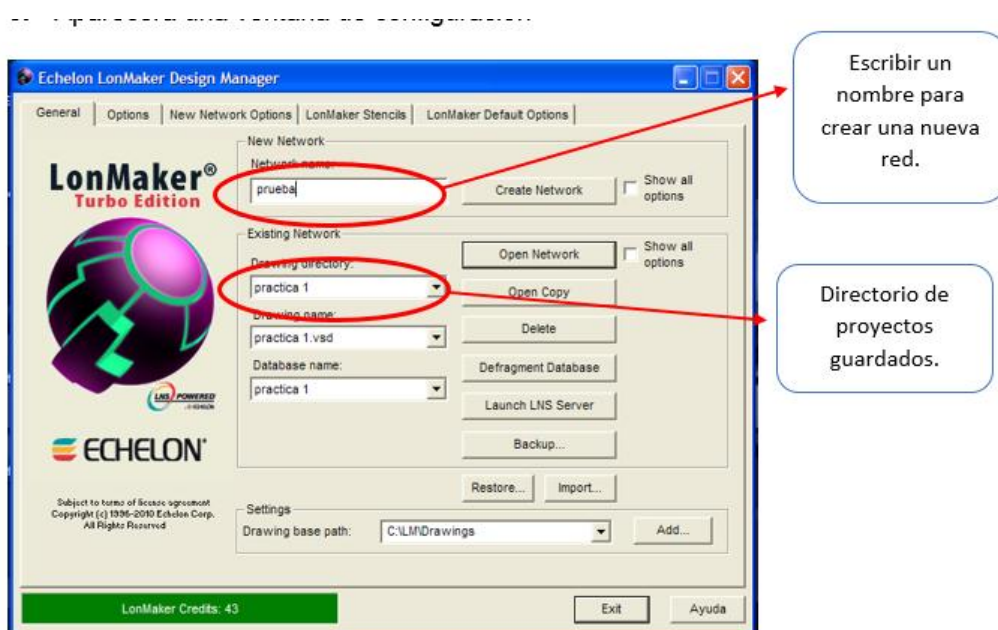 Echelon LonMaker Design Manager
General Options New Network Options LonMaker Stencils LonMaker Default Options
New Network
Network name:
prueba
Create Network
Show all
options
Escribir un
nombre para
crear una nueva
red.
LonMaker®
Turbo Edition
Existing Network
Open Network
Show all
options
Drawing directory:
practica 1
Open Copy
Directorio de
proyectos
guardados.
Drawing name:
practica 1.vsd
Delete
Database name:
practica 1
Defragment Database
Launch LNS Server
Backup...
LNS POWERED
BY ECHELON
ECHELON
Restore... Import...
Subject to terms of license agreement
Copyright (c) 1996-2010 Echelon Corp.
All Rights Reserved
Settings
Drawing base path: C:\LM\Drawings Add...
LonMaker Credits: 43
Exit Ayuda